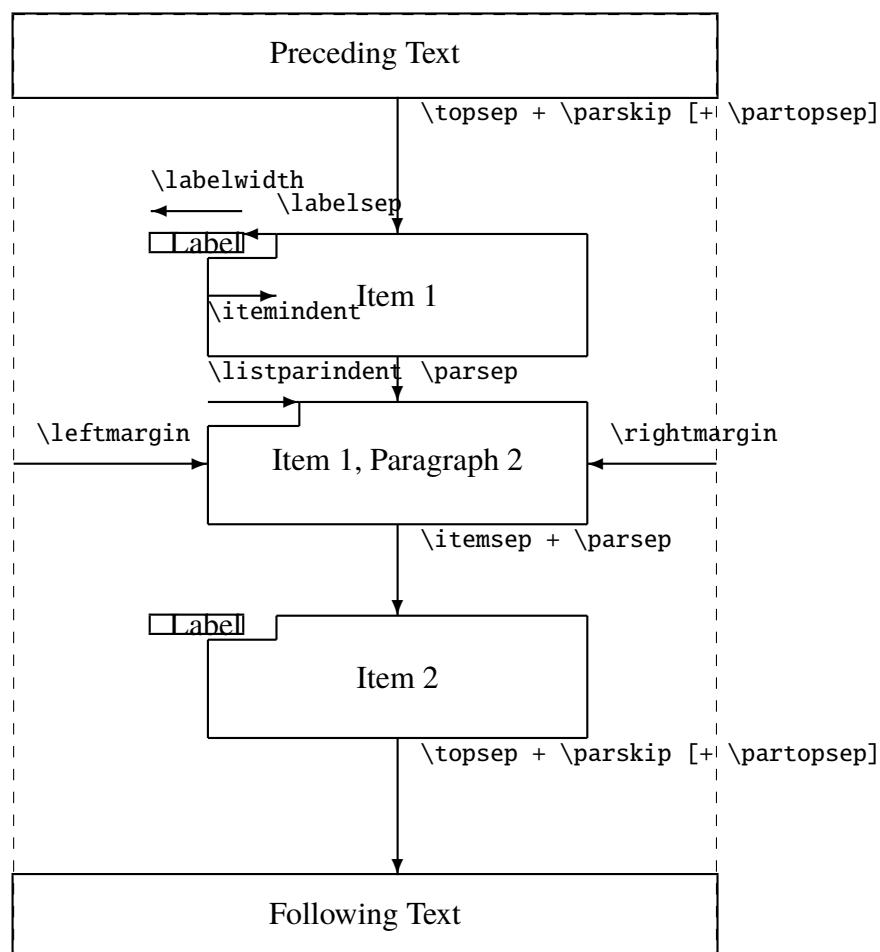 Preceding Text
\topsep + \parskip [+ \partopsep]
\labelwidth
\labelsep
Label
Item 1
\itemindent
\listparindent \parsep
\leftmargin
\rightmargin
Item 1, Paragraph 2
\itemsep + \parsep
Label
Item 2
\topsep + \parskip [+ \partopsep]
Following Text